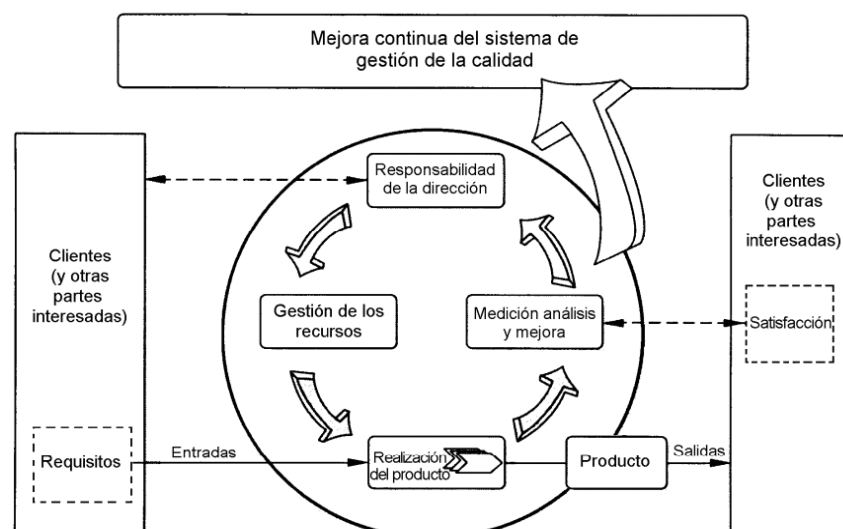 Mejora continua del sistema de
gestión de la calidad
Responsabilidad
de la dirección
Clientes
(y otras
partes
interesadas)
Clientes
(y otras
partes
interesadas)
Gestión de los
recursos
Medición análisis
y mejora
Satisfacción
Requisitos
Entradas
Realización
del producto
Producto
Salidas